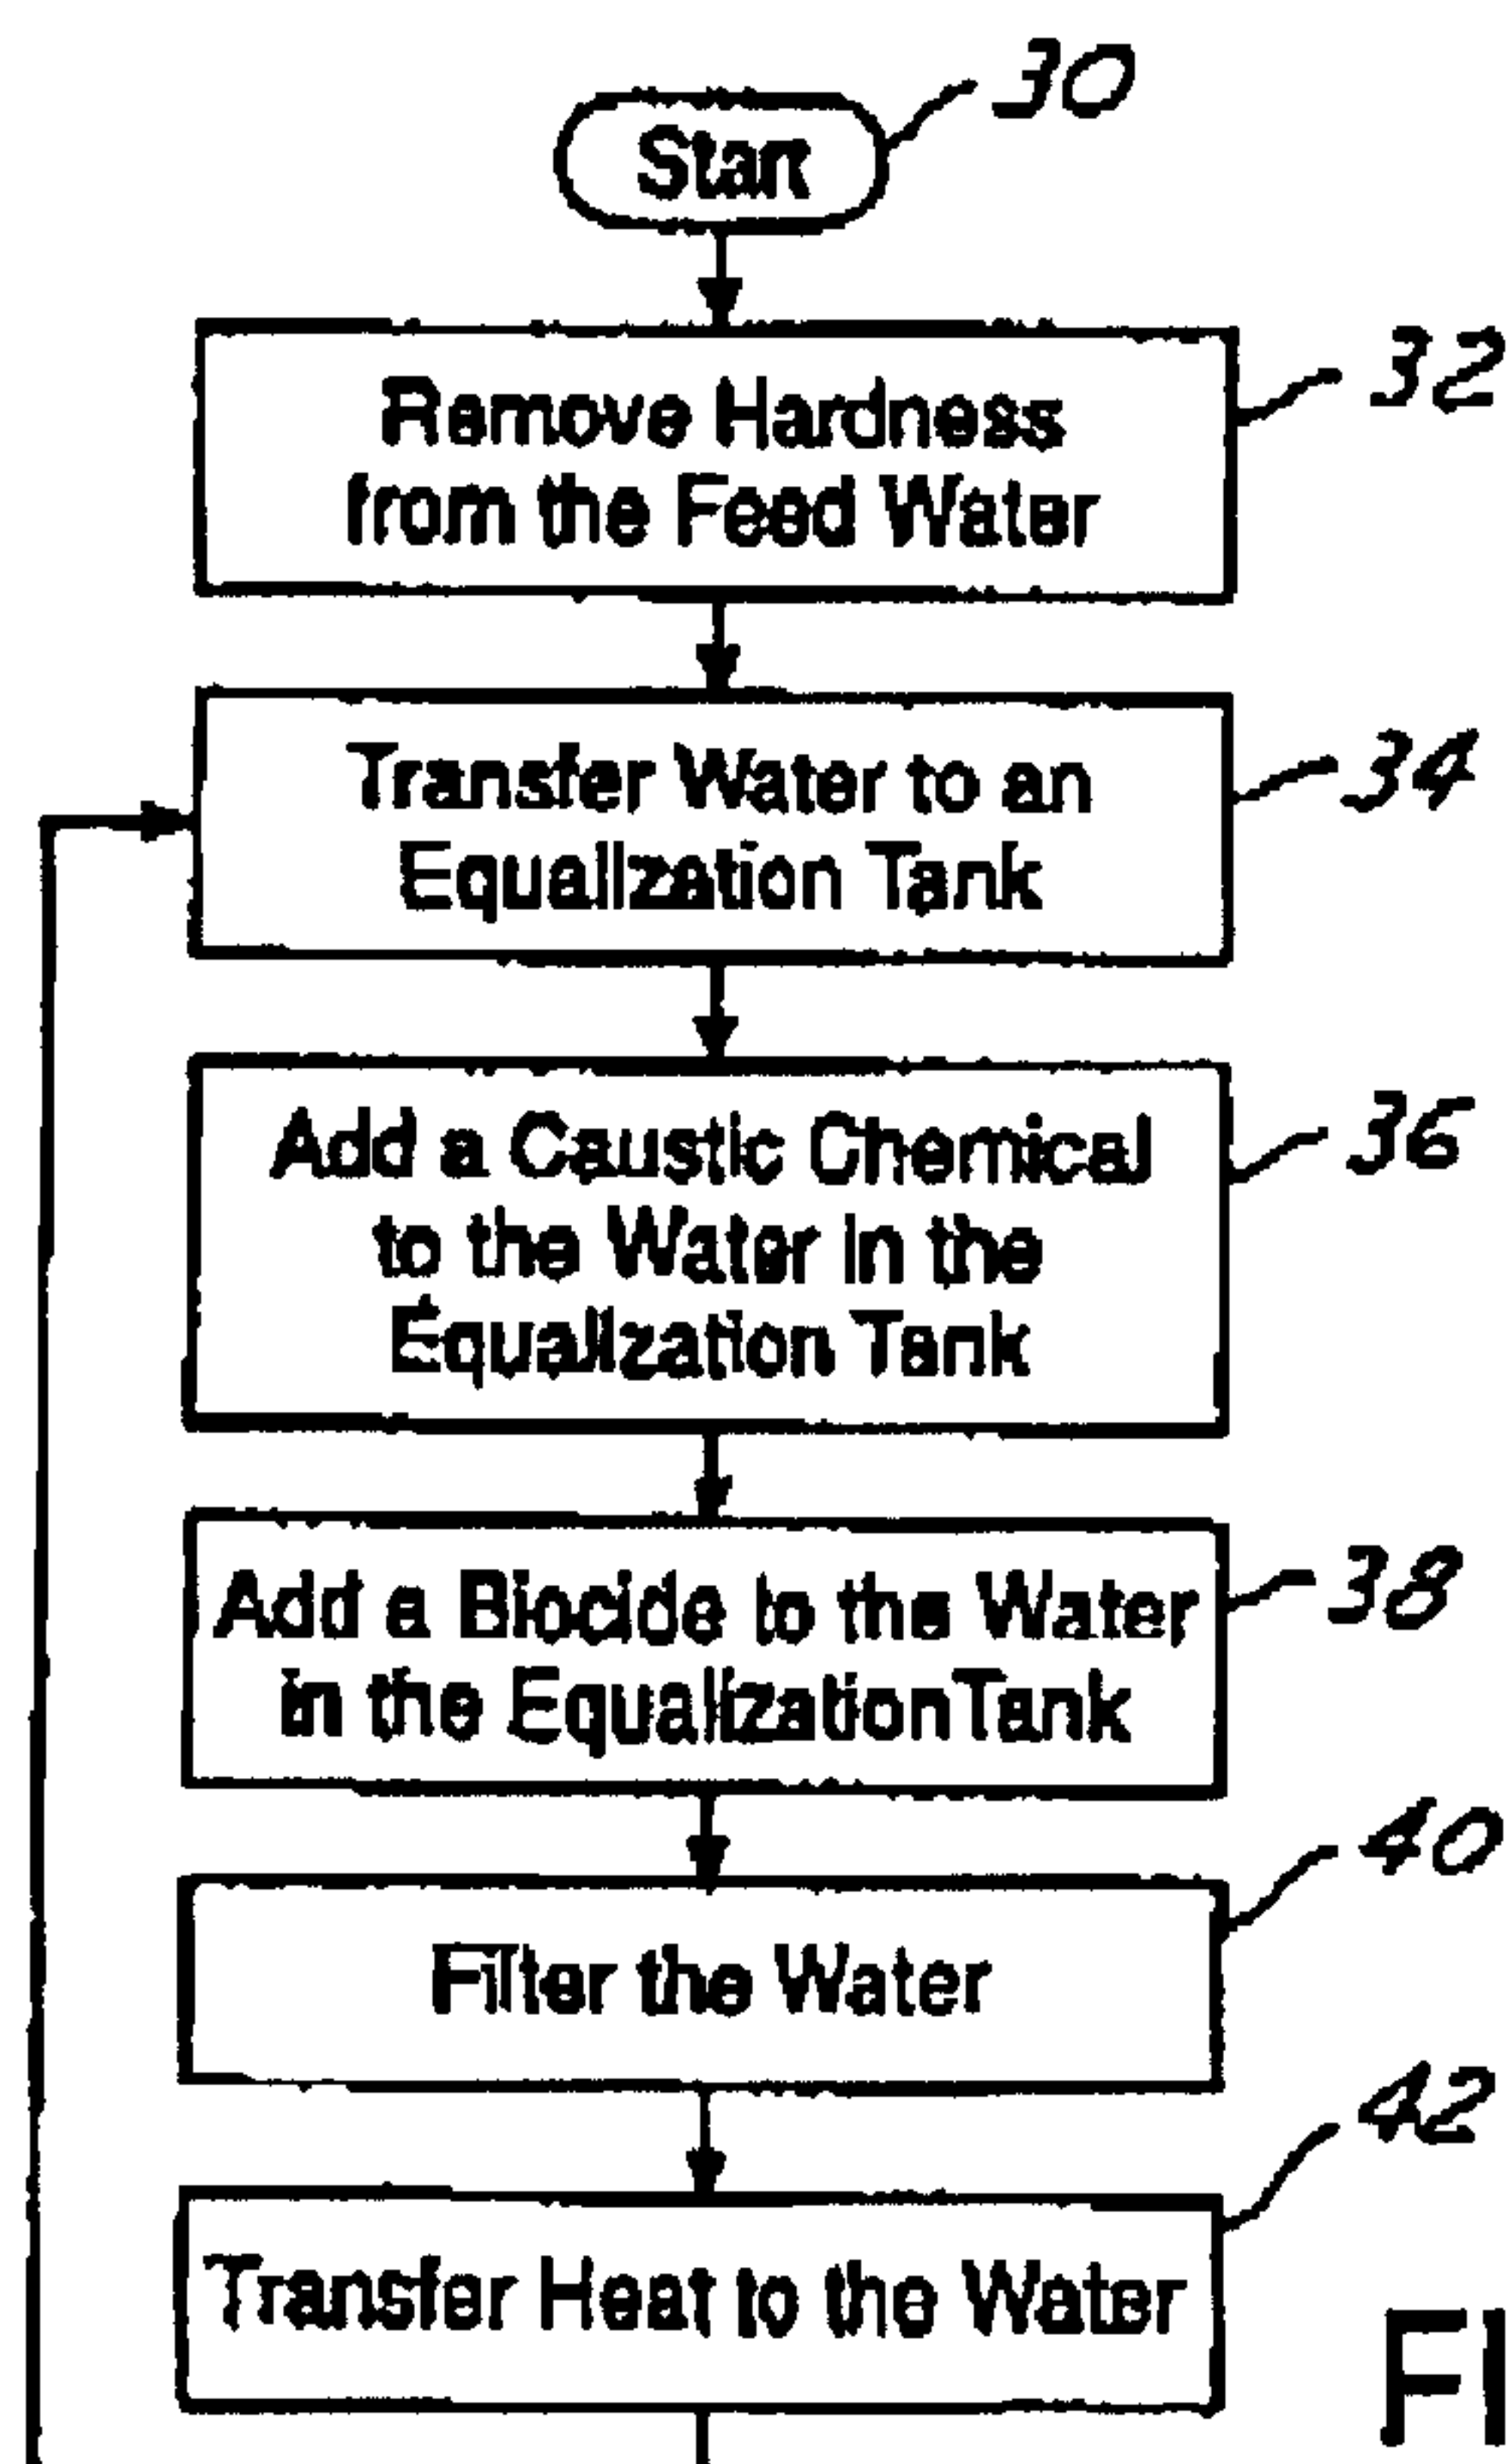 30
Start
32
Remove Hardness
from the Feed Water
34
Transfer Water to an
Equalization Tank
36
Add a Caustic Chemical
to the Water in the
Equalization Tank
38
Add a Biocide to the Water
in the Equalization Tank
40
Filter the Water
42
Transfer Heat to the Water
FI